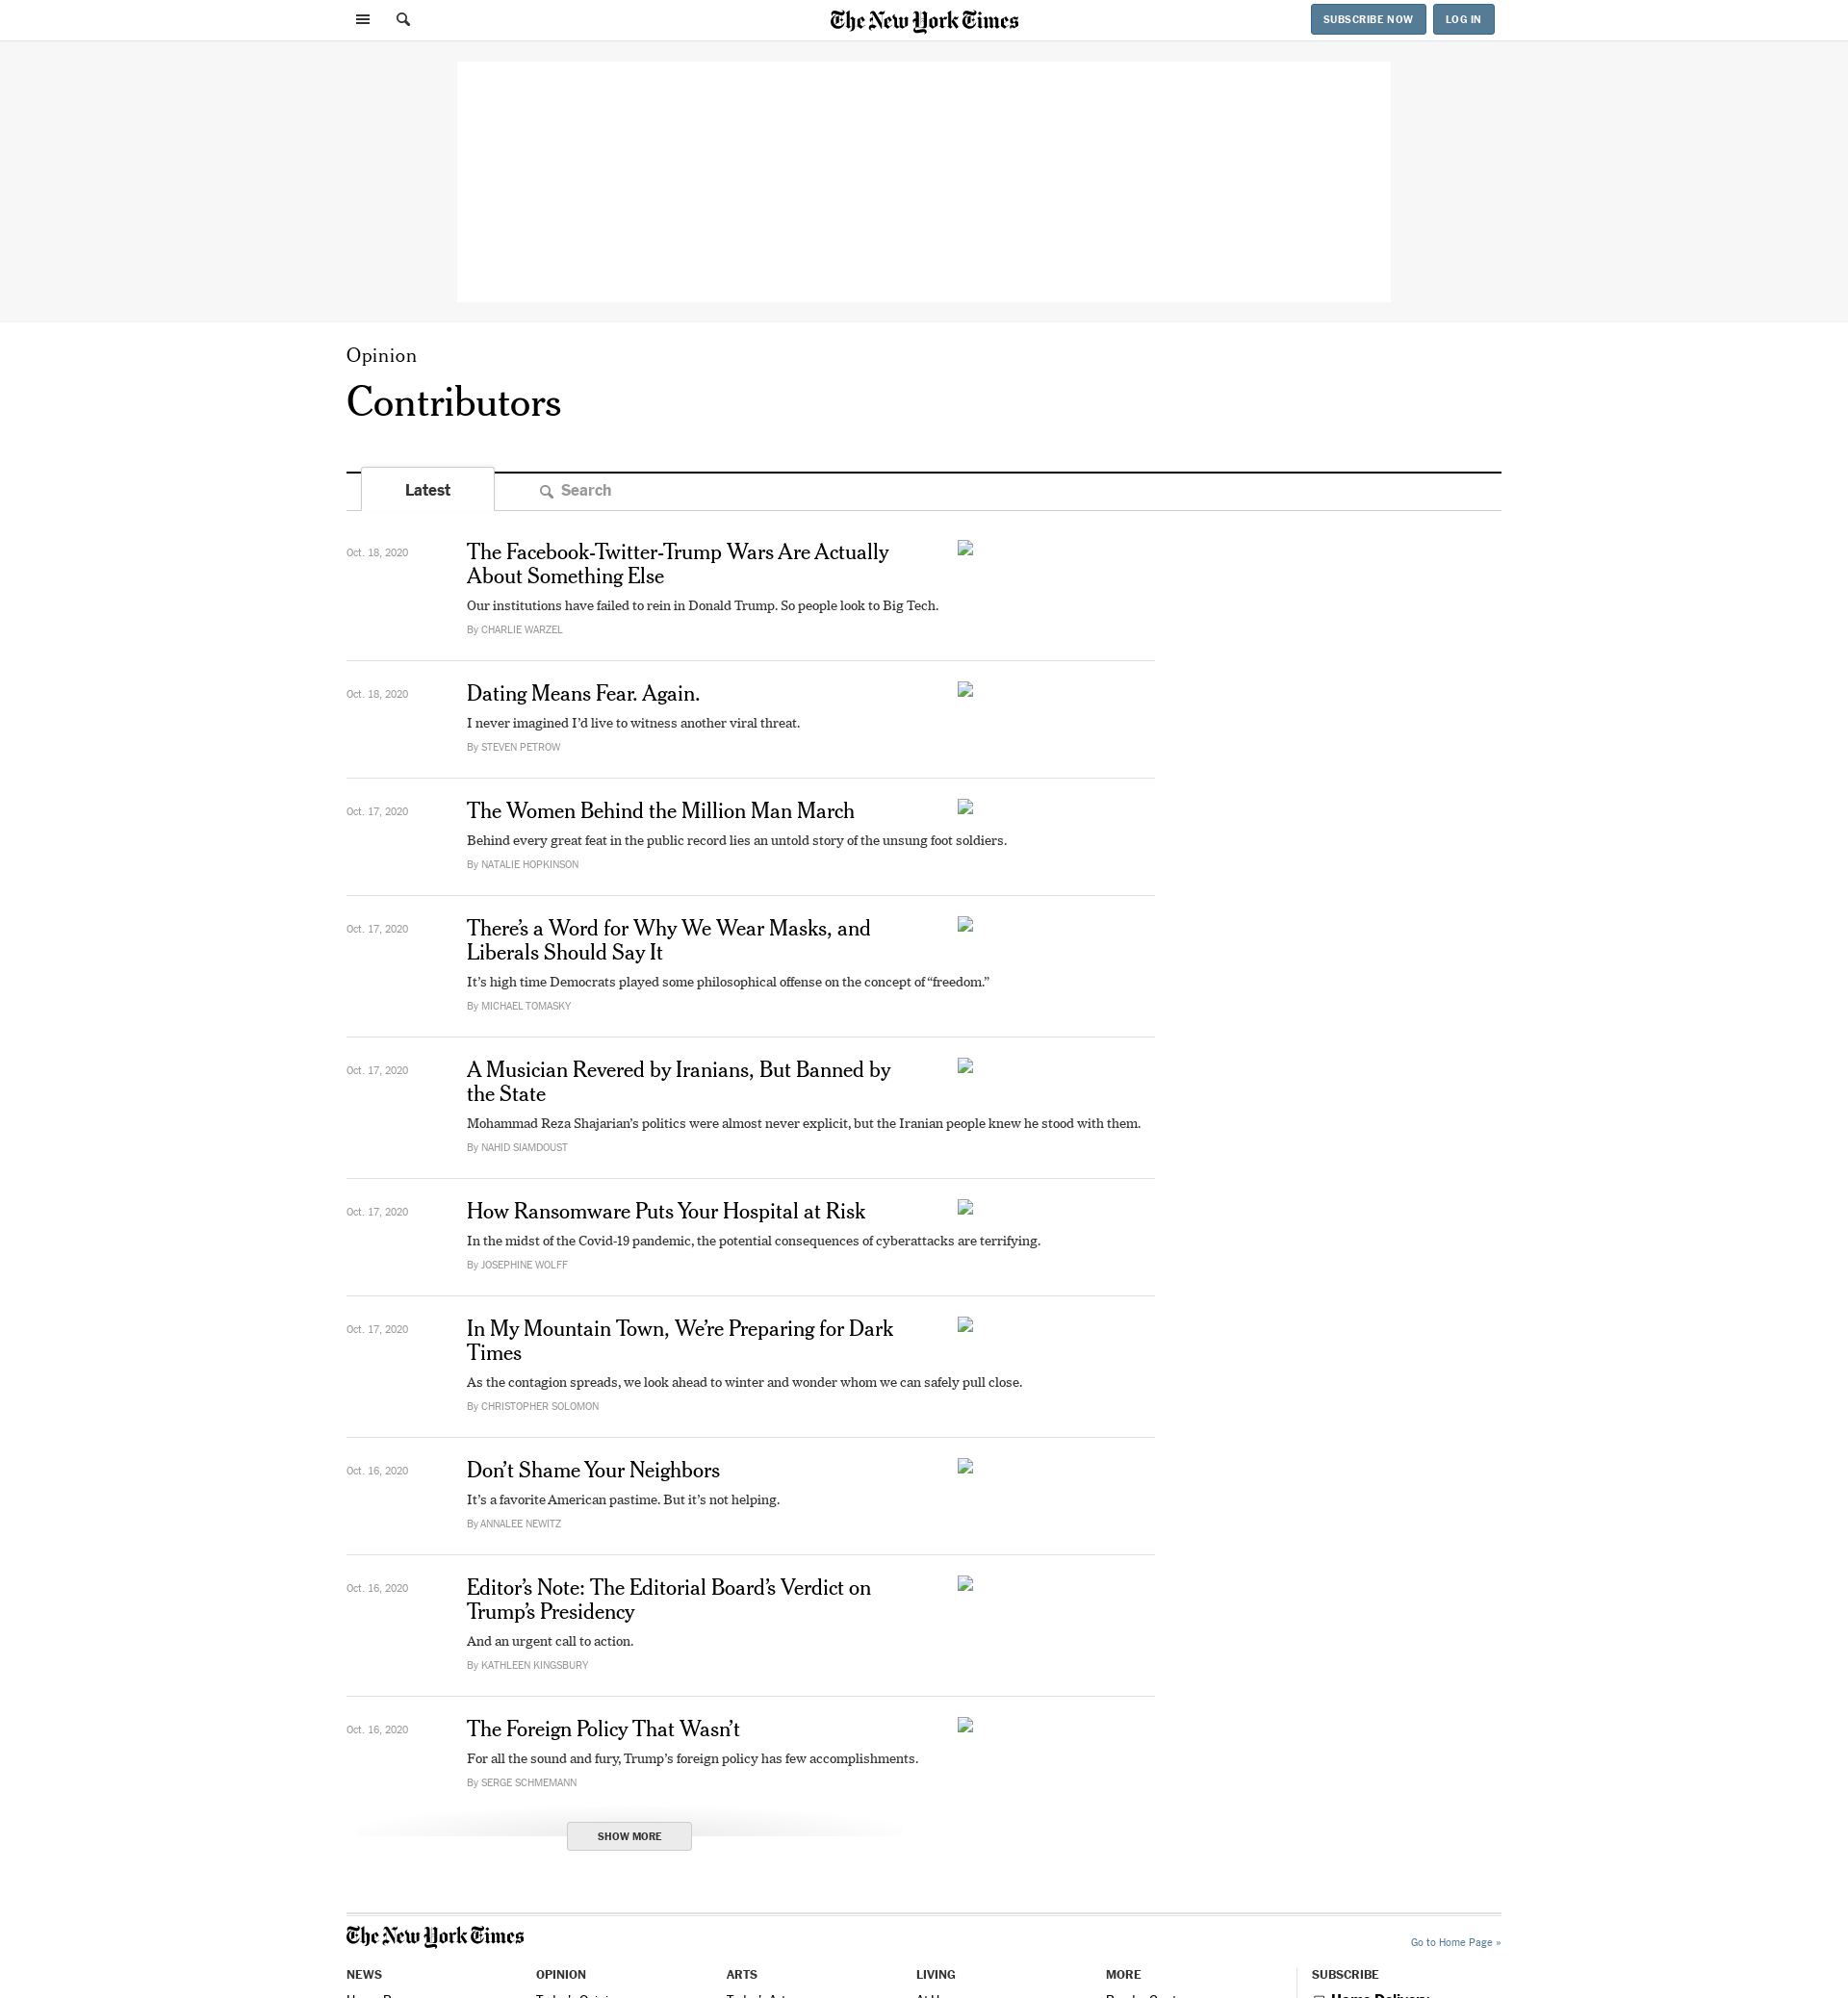 The New York Times
SUBSCRIBE NOW
LOG IN
Opinion
Contributors
Latest
Search
Oct. 18, 2020
The Facebook-Twitter-Trump Wars Are Actually
About Something Else
Our institutions have failed to rein in Donald Trump. So people look to Big Tech.
By CHARLIE WARZEL
Oct. 18, 2020
Dating Means Fear. Again.
I never imagined I’d live to witness another viral threat.
By STEVEN PETROW
Oct. 17, 2020
The Women Behind the Million Man March
Behind every great feat in the public record lies an untold story of the unsung foot soldiers.
By NATALIE HOPKINSON
Oct. 17, 2020
There’s a Word for Why We Wear Masks, and
Liberals Should Say It
It’s high time Democrats played some philosophical offense on the concept of “freedom.”
By MICHAEL TOMASKY
Oct. 17, 2020
A Musician Revered by Iranians, But Banned by
the State
Mohammad Reza Shajarian’s politics were almost never explicit, but the Iranian people knew he stood with them.
By NAHID SIAMDOUST
Oct. 17, 2020
How Ransomware Puts Your Hospital at Risk
In the midst of the Covid-19 pandemic, the potential consequences of cyberattacks are terrifying.
By JOSEPHINE WOLFF
Oct. 17, 2020
In My Mountain Town, We’re Preparing for Dark
Times
As the contagion spreads, we look ahead to winter and wonder whom we can safely pull close.
By CHRISTOPHER SOLOMON
Oct. 16, 2020
Don’t Shame Your Neighbors
It’s a favorite American pastime. But it’s not helping.
By ANNALEE NEWITZ
Oct. 16, 2020
Editor’s Note: The Editorial Board’s Verdict on
Trump’s Presidency
And an urgent call to action.
By KATHLEEN KINGSBURY
Oct. 16, 2020
The Foreign Policy That Wasn’t
For all the sound and fury, Trump’s foreign policy has few accomplishments.
By SERGE SCHMEMANN
SHOW MORE
The New York Times
Go to Home Page »
NEWS
OPINION
ARTS
LIVING
MORE
SUBSCRIBE
Home Delivery